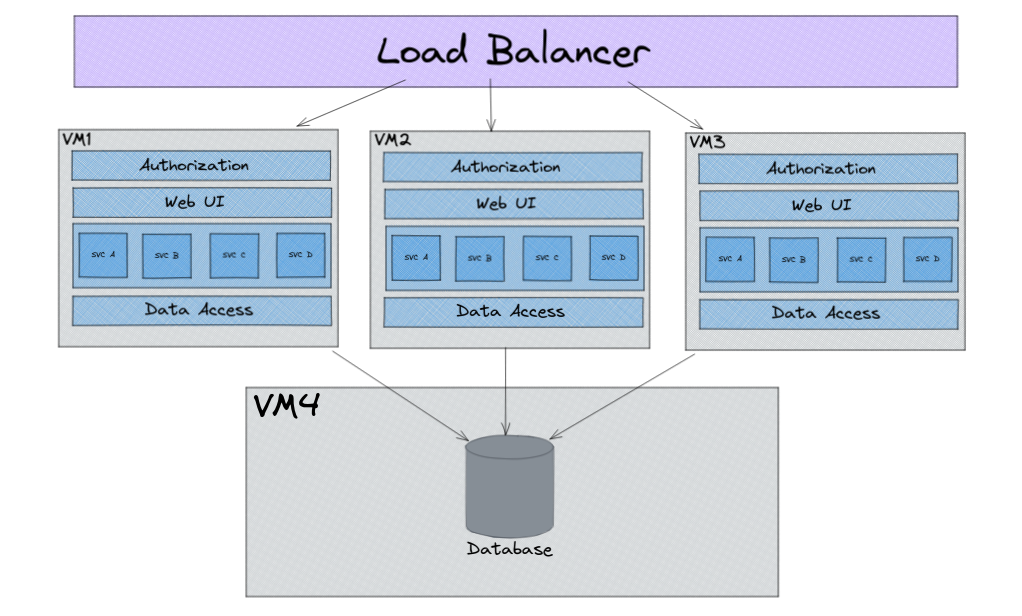 Load Balancer
VM1
Authorization
Web UI
SVC A
SVC B
SVC C
SVC D
Data Access
VM2
Authorization
Web UI
SVC A
SVC B
SVC C
SVC D
Data Access
VM3
Authorization
Web UI
SVC A
SVC B
SVC C
SVC D
Data Access
VM4
Database